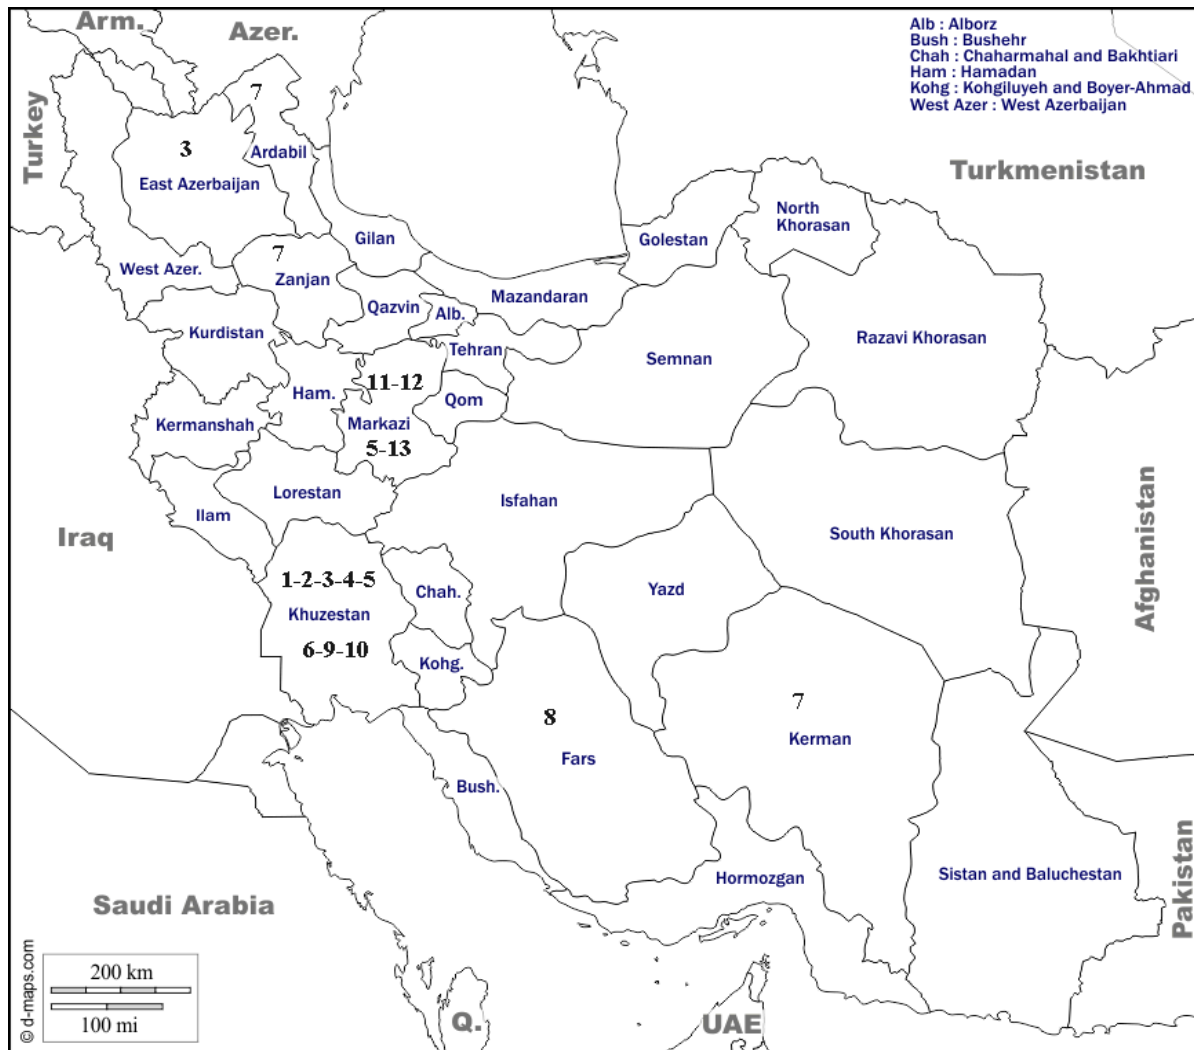 Arm.
Azer.
Alb : Alborz
Bush : Bushehr
Chah : Chaharmahal and Bakhtiari
Ham : Hamadan
Kohg : Kohgiluyeh and Boyer-Ahmad
West Azer : West Azerbaijan
Turkey
7
3
Ardabil
East Azerbaijan
Turkmenistan
North
Khorasan
Gilan
Golestan
7
West Azer.
Zanjan
Mazandaran
Qazvin
Alb.
Kurdistan
Razavi Khorasan
Tehran
Semnan
11-12
Ham.
Qom
Kermanshah
Markazi
5-13
Lorestan
Isfahan
Ilam
Iraq
South Khorasan
Afghanistan
1-2-3-4-5
Chah.
Yazd
Khuzestan
6-9-10
Kohg.
7
8
Kerman
Fars
Bush.
Hormozgan
Sistan and Baluchestan
Pakistan
Saudi Arabia
© d-maps.com
200 km
100 mi
Q.
UAE